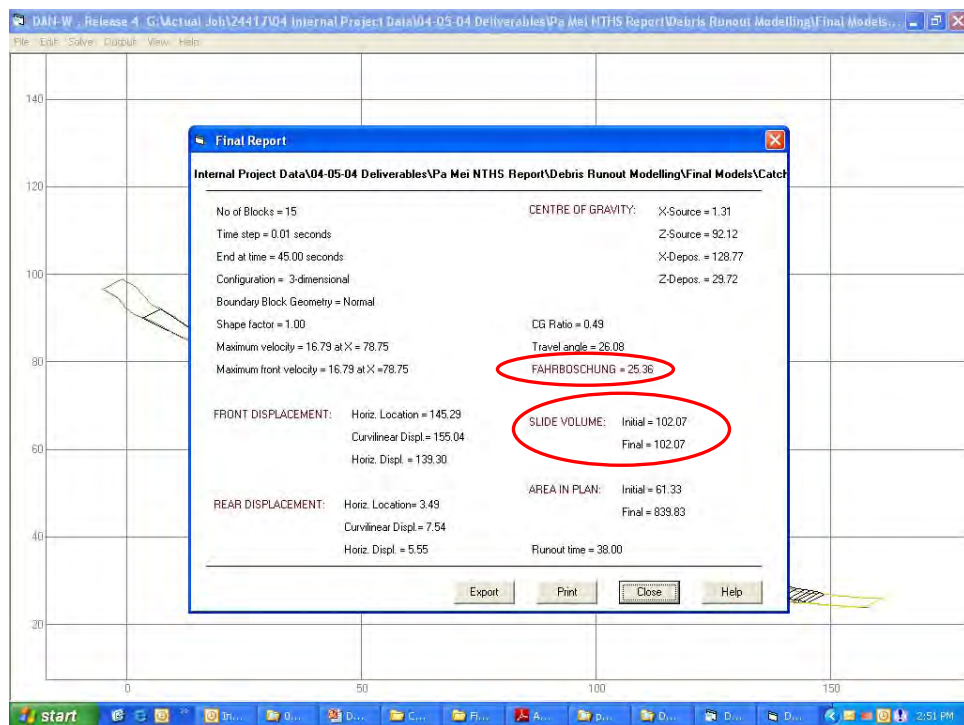 DAN-W . Release 4 G:\Actual Job\24417\04 Internal Project Data\04-05-04 Deliverables\Pa Mei NTHS Report\Debris Runout Modelling\Final Models...
File Edit Solve Output View Help
140
120
100
80
60
40
20
0 50 100 150
Final Report
Internal Project Data\04-05-04 Deliverables\Pa Mei NTHS Report\Debris Runout Modelling\Final Models\Catch
No of Blocks = 15
Time step = 0.01 seconds
End at time = 45.00 seconds
Configuration = 3-dimensional
Boundary Block Geometry = Normal
Shape factor = 1.00
Maximum velocity = 16.79 at X = 78.75
Maximum front velocity = 16.79 at X =78.75
CENTRE OF GRAVITY: X-Source = 1.31
Z-Source = 92.12
X-Depos. = 128.77
Z-Depos. = 29.72
CG Ratio = 0.49
Travel angle = 26.08
FAHRBOSCHUNG = 25.36
FRONT DISPLACEMENT: Horiz. Location = 145.29
Curvilinear Displ.= 155.04
Horiz. Displ. = 139.30
SLIDE VOLUME: Initial = 102.07
Final = 102.07
REAR DISPLACEMENT: Horiz. Location= 3.49
Curvilinear Displ.= 7.54
Horiz. Displ. = 5.55
AREA IN PLAN: Initial = 61.33
Final = 839.83
Runout time = 38.00
Export Print Close Help
start In... 0... D... C... Fi... A... p... D... D... D... 2:51 PM